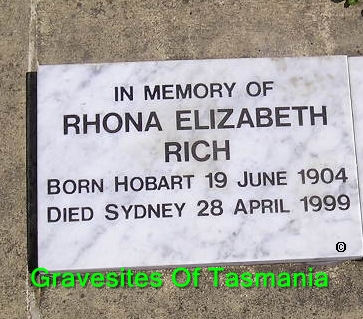 IN MEMORY OF
RHONA ELIZABETH
RICH
BORN HOBART 19 JUNE 1904
DIED SYDNEY 28 APRIL 1999
©
Gravesites Of Tasmania